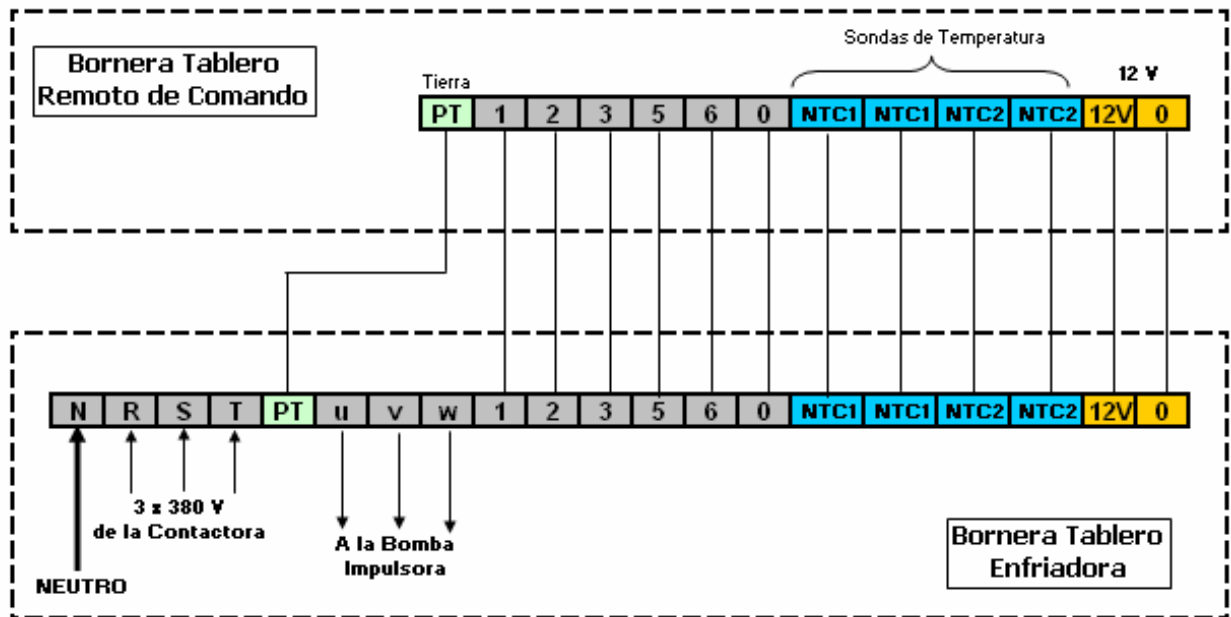 Bornera Tablero
Remoto de Comando
Sondas de Temperatura
Tierra
12 V
PT 1 2 3 5 6 0 NTC1 NTC1 NTC2 NTC2 12V 0
N R S T PT u v w 1 2 3 5 6 0 NTC1 NTC1 NTC2 NTC2 12V 0
3 x 380 V
de la Contactora
A la Bomba
Impulsora
NEUTRO
Bornera Tablero
Enfriadora